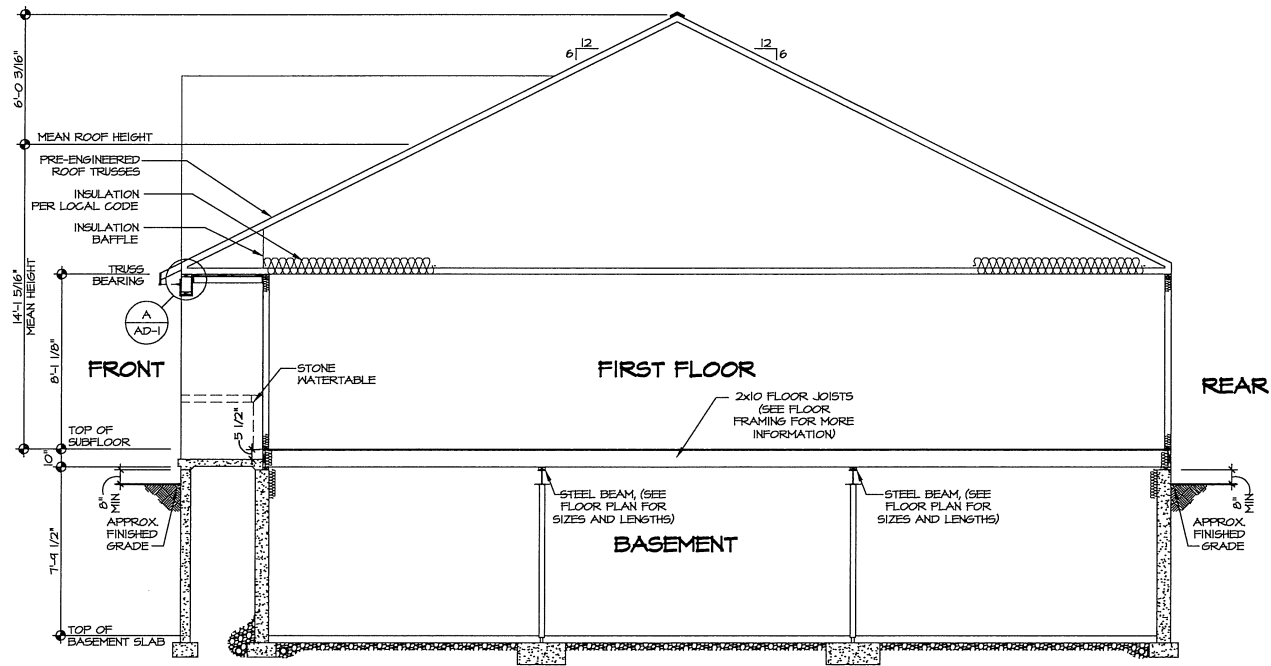 12
6
12
6
6'-0 3/16"
MEAN ROOF HEIGHT
PRE-ENGINEERED
ROOF TRUSSES
INSULATION
PER LOCAL CODE
INSULATION
BAFFLE
TRUSS
BEARING
14'-1 5/16"
MEAN HEIGHT
A
AD-1
8'-1 1/8"
FRONT
FIRST FLOOR
REAR
STONE
WATERTABLE
2x10 FLOOR JOISTS
(SEE FLOOR
FRAMING FOR MORE
INFORMATION)
5 1/2"
TOP OF
SUBFLOOR
10"
8"
MIN
APPROX.
FINISHED
GRADE
STEEL BEAM, (SEE
FLOOR PLAN FOR
SIZES AND LENGTHS)
STEEL BEAM, (SEE
FLOOR PLAN FOR
SIZES AND LENGTHS)
8"
MIN
APPROX.
FINISHED
GRADE
BASEMENT
7'-4 1/2"
TOP OF
BASEMENT SLAB